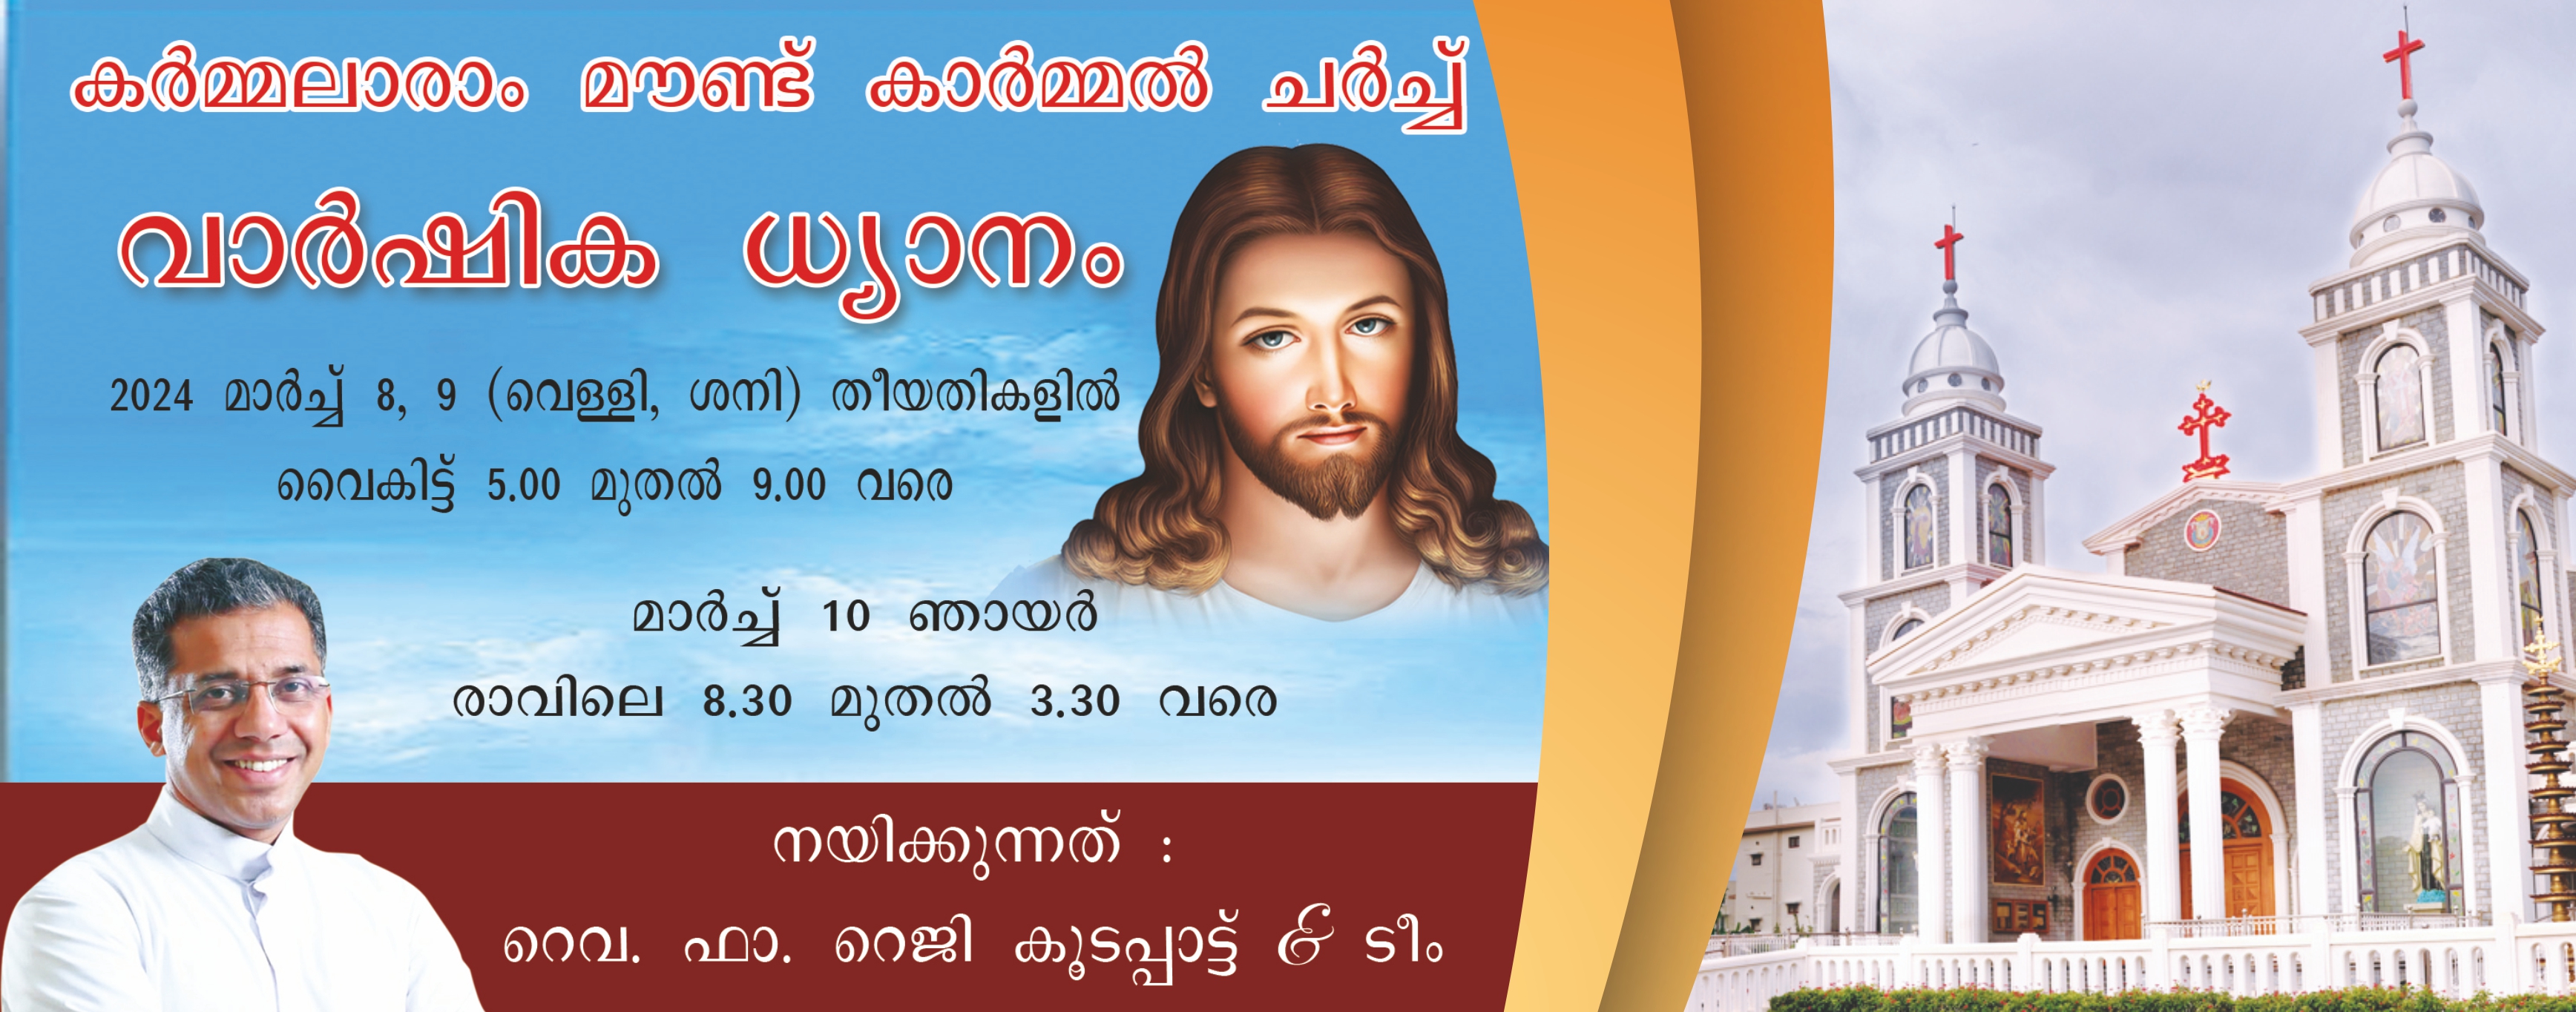 കർമ്മലാരാം മൗണ്ട് കാർമ്മൽ ചർച്ച്
വാർഷിക ധ്യാനം
2024 മാർച്ച് 8, 9 (വെള്ളി, ശനി) തീയതികളിൽ
വൈകിട്ട് 5.00 മുതൽ 9.00 വരെ
മാർച്ച് 10 ഞായർ
രാവിലെ 8.30 മുതൽ 3.30 വരെ
നയിക്കുന്നത് :
റെവ. ഫാ. റെജി കൂടപ്പാട്ട് & ടീം